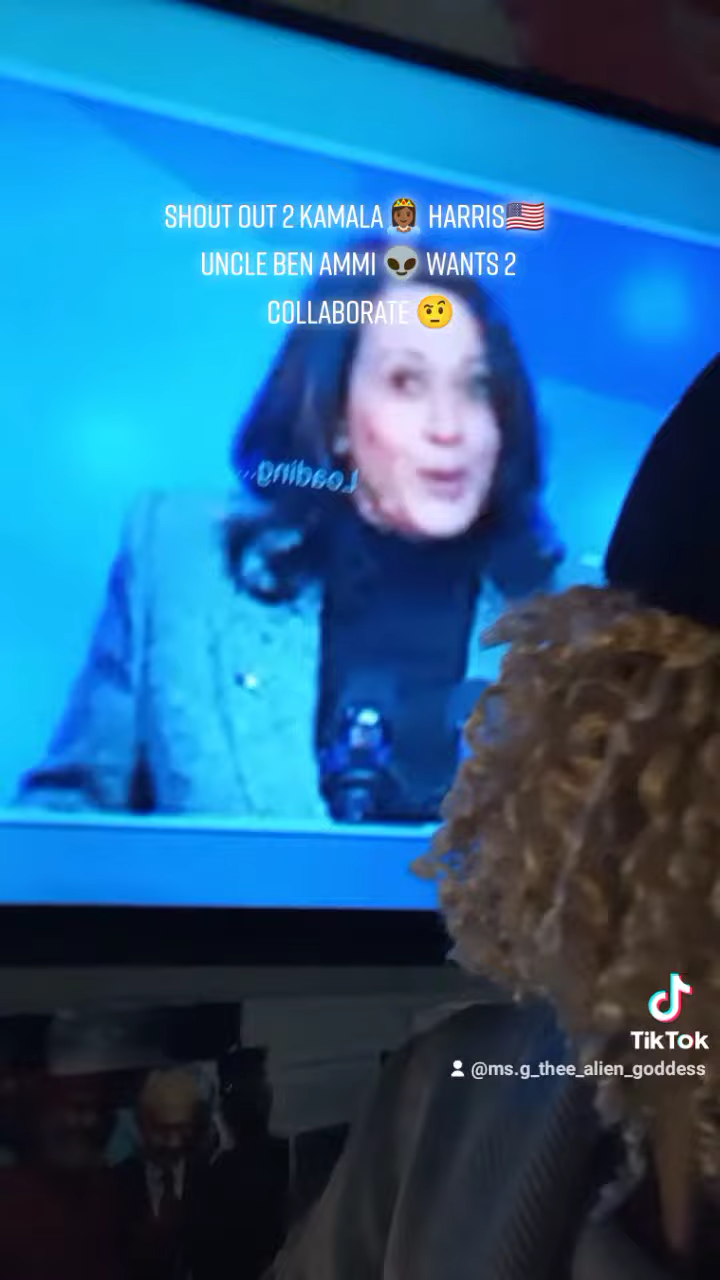 SHOUT OUT 2 KAMALA👸🏾 HARRIS🇺🇸
UNCLE BEN AMMI 👽 WANTS 2
COLLABORATE 🤨
Loading...
TikTok
@ms.g_thee_alien_goddess